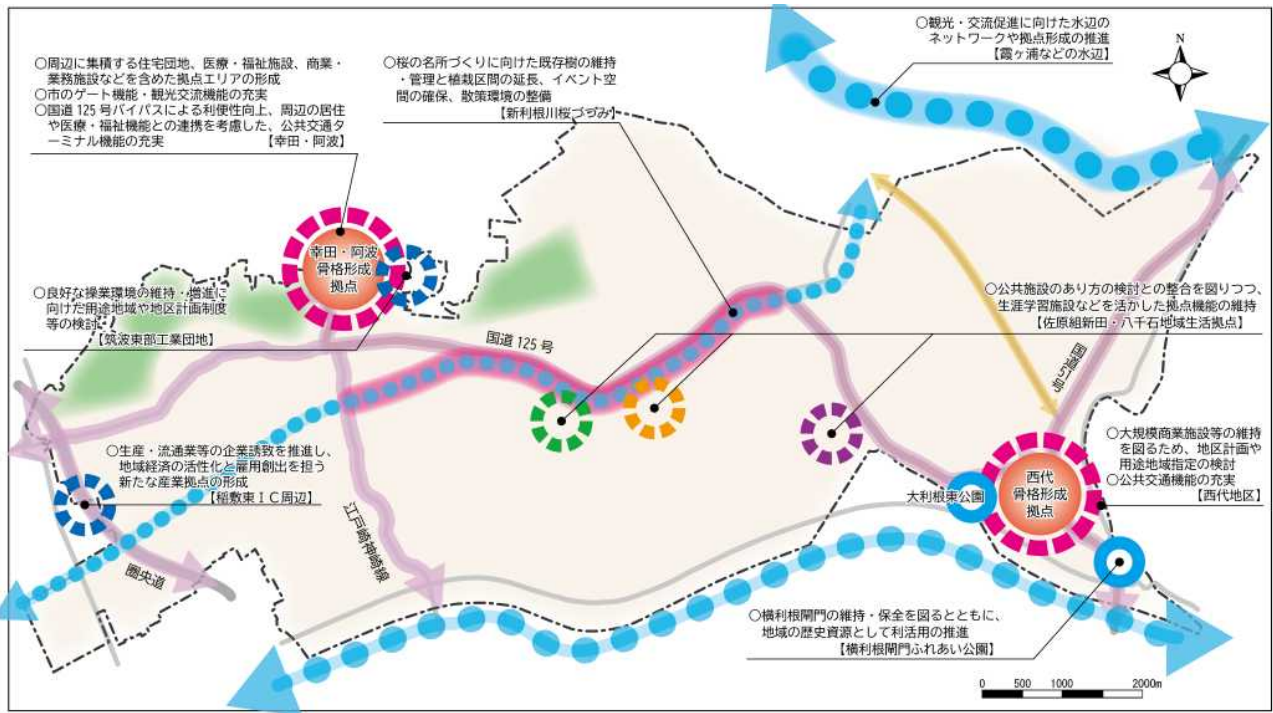 ○周辺に集積する住宅団地、医療・福祉施設、商業・
業務施設などを含めた拠点エリアの形成
○市のゲート機能・観光交流機能の充実
○国道125号バイパスによる利便性向上、周辺の居住
や医療・福祉機能との連携を考慮した、公共交通タ
ーミナル機能の充実 【幸田・阿波】
○桜の名所づくりに向けた既存樹の維持
・管理と植栽区間の延長、イベント空
間の確保、散策環境の整備
【新利根川桜づつみ】
○観光・交流促進に向けた水辺の
ネットワークや拠点形成の推進
【霞ヶ浦などの水辺】
N
幸田・阿波
骨格形成
拠点
○良好な操業環境の維持・増進に
向けた用途地域や地区計画制度
等の検討
【筑波東部工業団地】
国道125号
○公共施設のあり方の検討との整合を図りつつ、
生涯学習施設などを活かした拠点機能の維持
【佐原組新田・八千石地域生活拠点】
国道51号
○生産・流通業等の企業誘致を推進し、
地域経済の活性化と雇用創出を担う
新たな産業拠点の形成
【稲敷東IC周辺】
○大規模商業施設等の維持
を図るため、地区計画や
用途地域指定の検討
○公共交通機能の充実
【西代地区】
西代
骨格形成
拠点
大利根東公園
江戸崎神崎線
圏央道
○横利根閘門の維持・保全を図るとともに、
地域の歴史資源として利活用の推進
【横利根閘門ふれあい公園】
0 500 1000 2000m